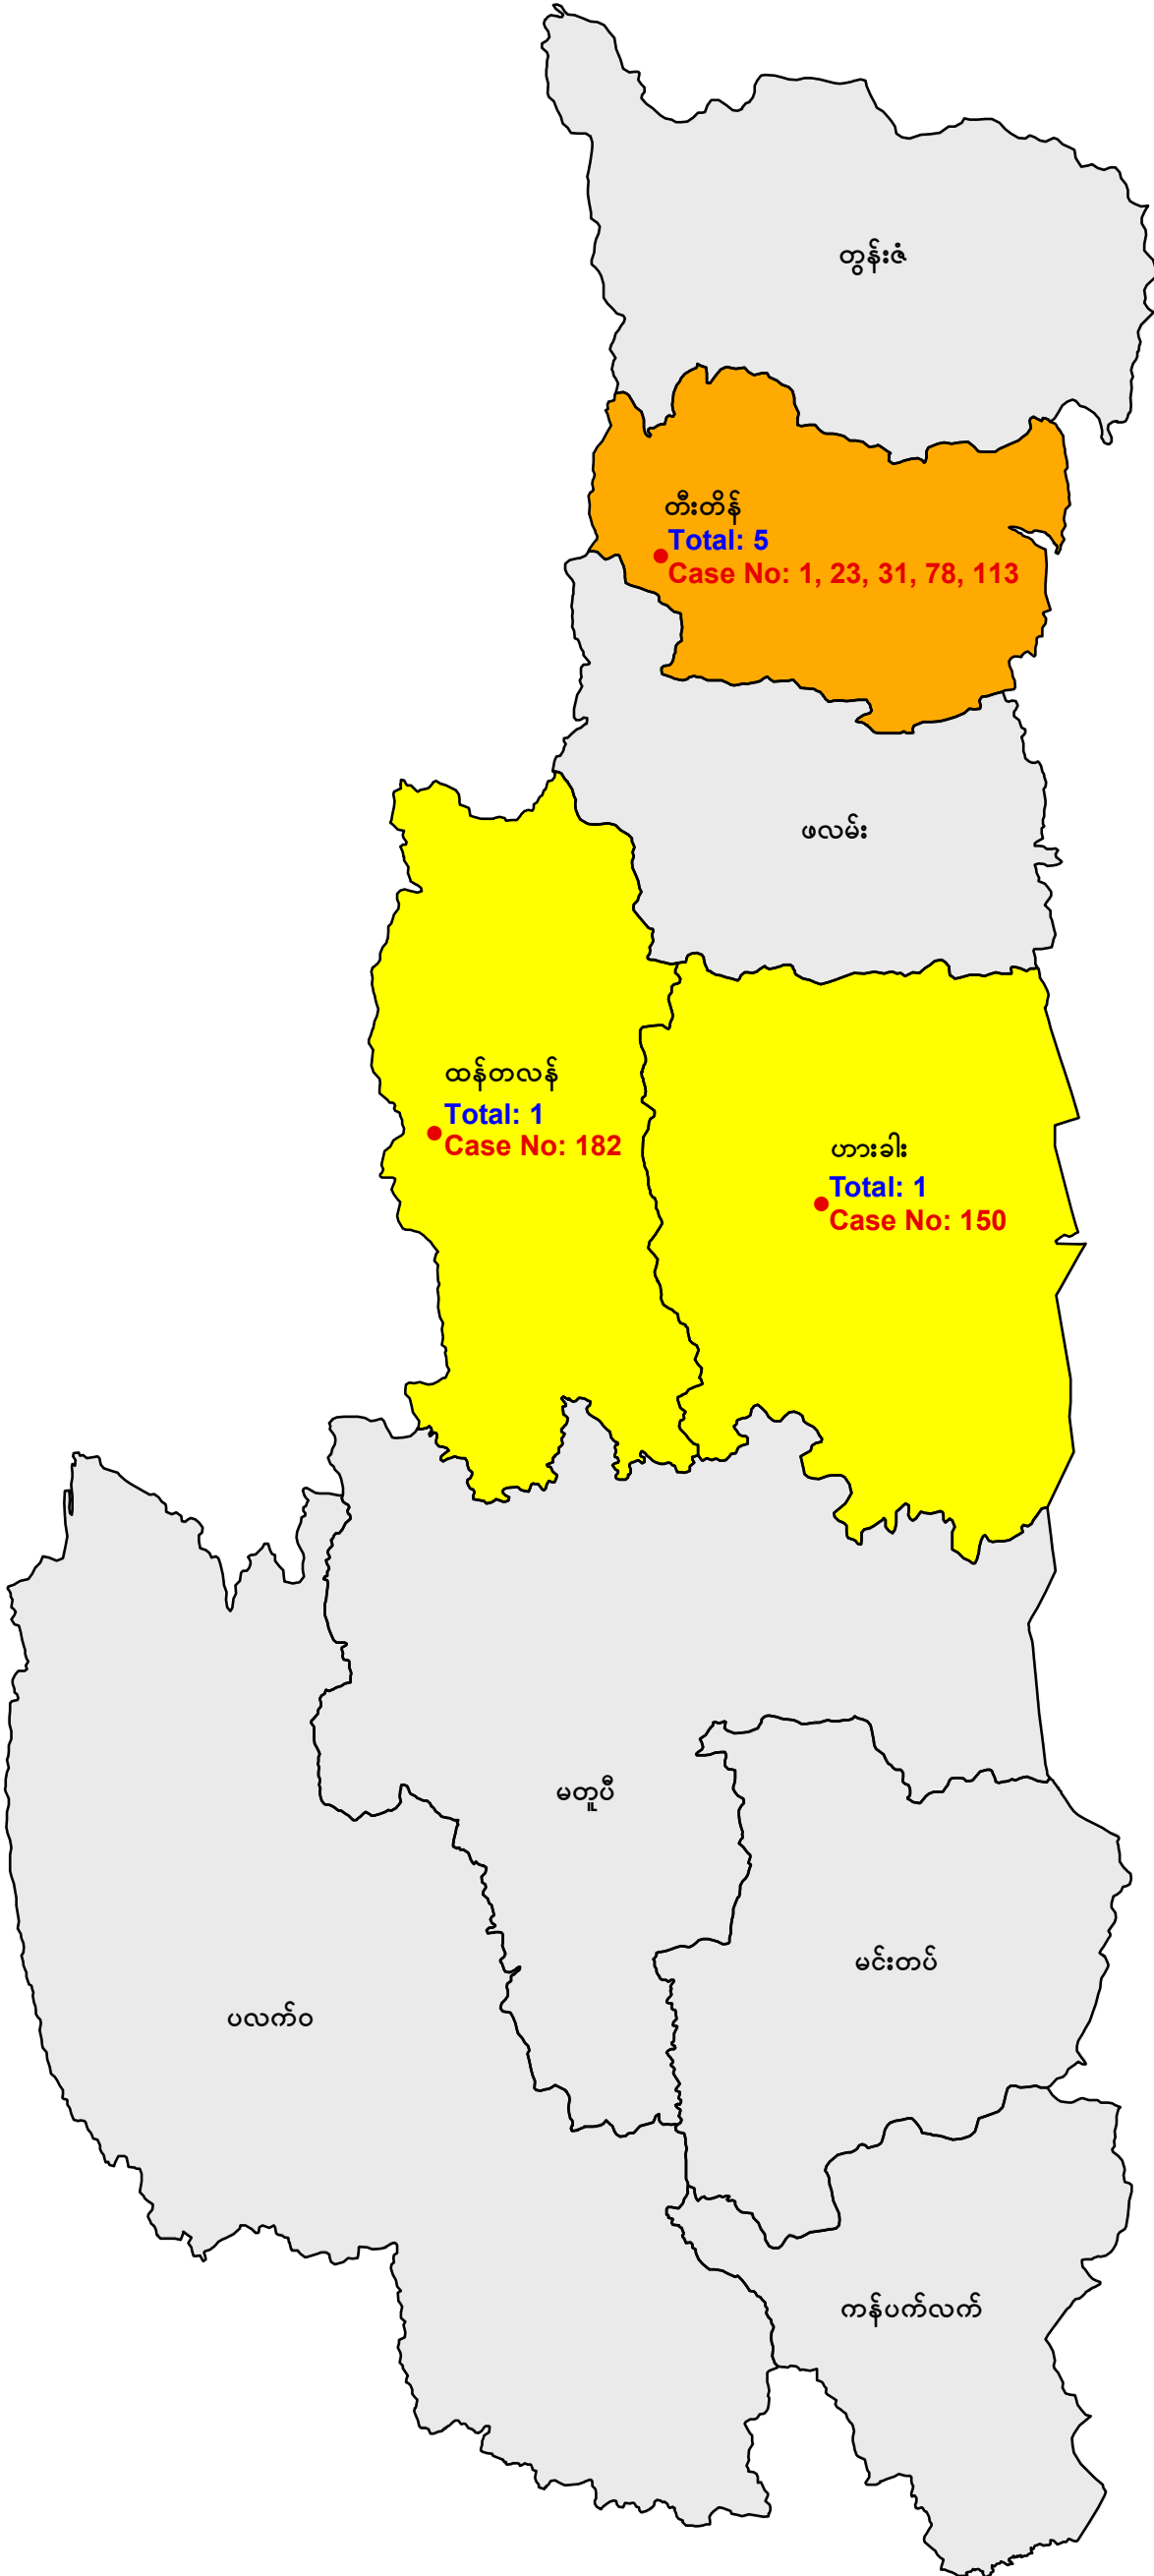 တွန်းဇံ
တီးတိန်
Total: 5
Case No: 1, 23, 31, 78, 113
ဖလမ်း
ထန်တလန်
Total: 1
Case No: 182
ဟားခါး
Total: 1
Case No: 150
မတူပီ
မင်းတပ်
ပလက်ဝ
ကန်ပက်လက်